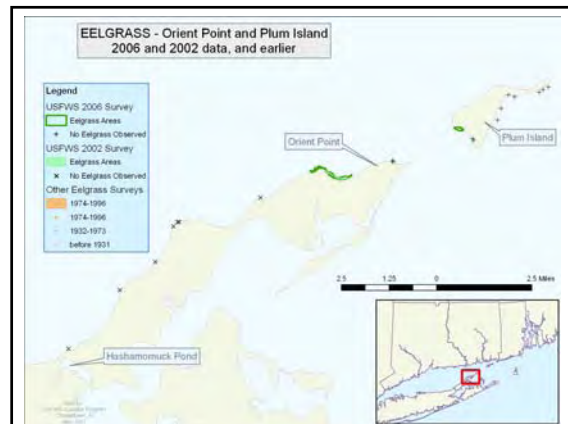 EELGRASS - Orient Point and Plum Island
2006 and 2002 data, and earlier
Legend
USFWS 2006 Survey
Eelgrass Areas
+ No Eelgrass Observed
USFWS 2002 Survey
Eelgrass Areas
× No Eelgrass Observed
Other Eelgrass Surveys
1974-1996
1974-1996
1932-1973
before 1931
Plum Island
Orient Point
2.5 1.25 0 2.5 Miles
Hashamomuck Pond